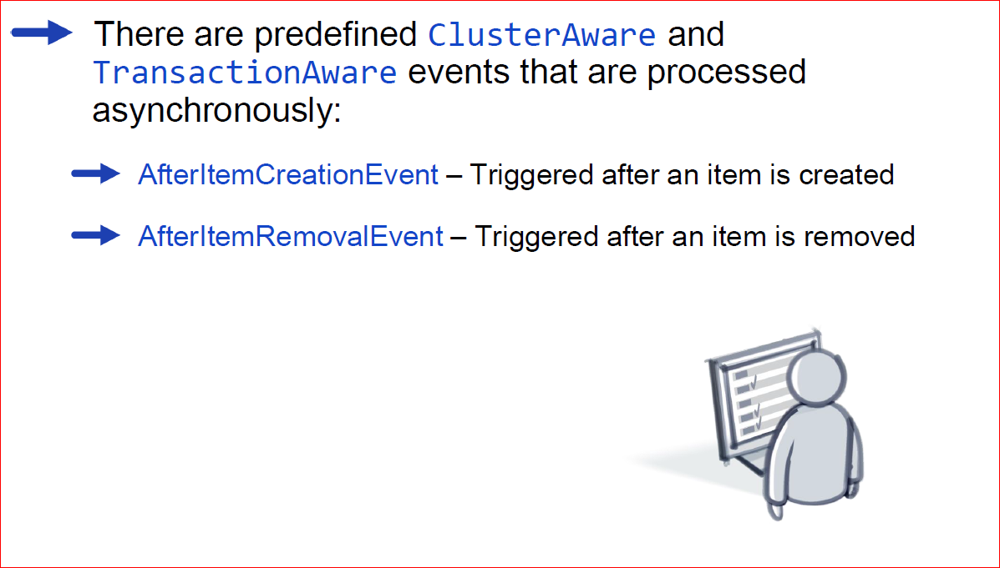 There are predefined ClusterAware and
TransactionAware events that are processed
asynchronously:
AfterItemCreationEvent – Triggered after an item is created
AfterItemRemovalEvent – Triggered after an item is removed